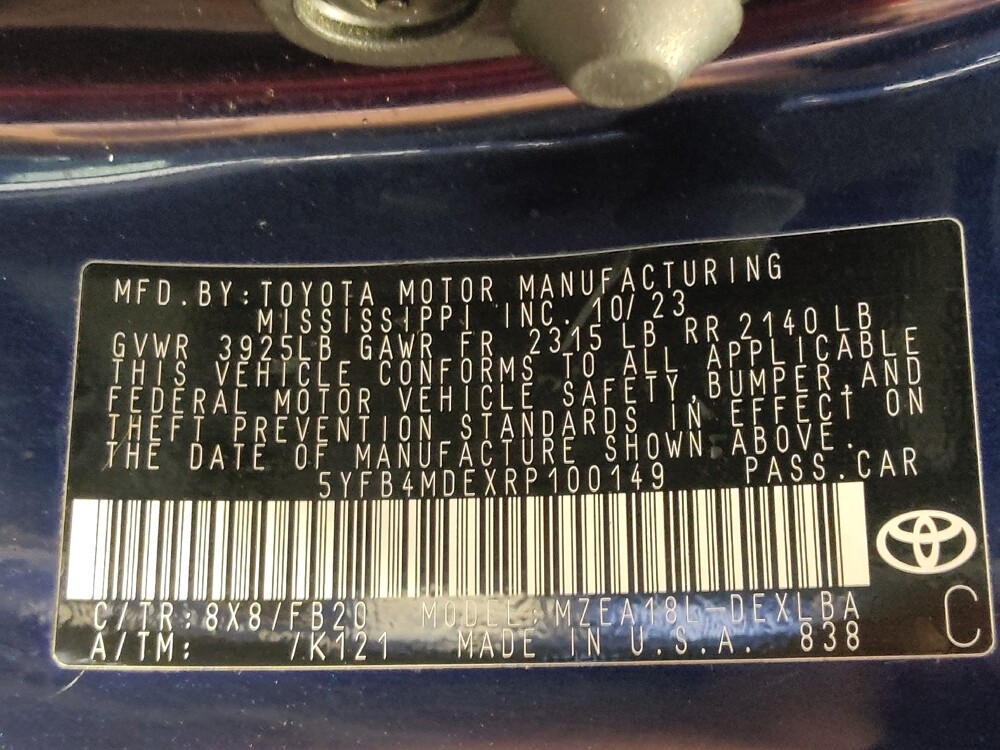 MFD.BY:TOYOTA MOTOR MANUFACTURING
MISSISSIPPI INC. 10/23
GVWR 3925LB GAWR FR 2315 LB RR 2140 LB
THIS VEHICLE CONFORMS TO ALL APPLICABLE
FEDERAL MOTOR VEHICLE SAFETY,BUMPER,AND
THEFT PREVENTION STANDARDS IN EFFECT ON
THE DATE OF MANUFACTURE SHOWN ABOVE.
5YFB4MDEXRP100149 PASS.CAR
C/TR:8X8/FB20 MODEL:MZEA18L-DEXLBA
A/TM: /K121 MADE IN U.S.A. 838
C